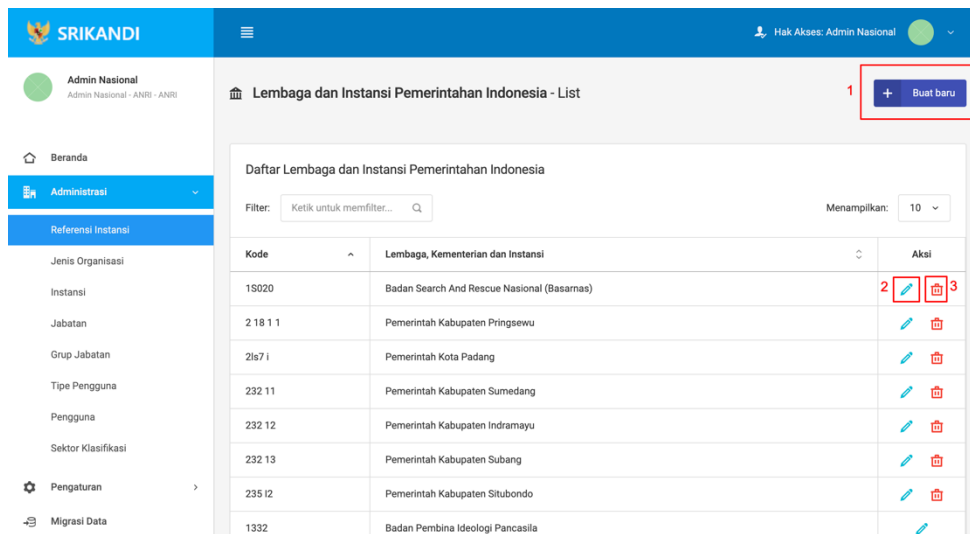 SRIKANDI
Hak Akses: Admin Nasional
Admin Nasional
Admin Nasional - ANRI - ANRI
Lembaga dan Instansi Pemerintahan Indonesia - List
1
+ Buat baru
Beranda
Administrasi
Referensi Instansi
Jenis Organisasi
Instansi
Jabatan
Grup Jabatan
Tipe Pengguna
Pengguna
Sektor Klasifikasi
Pengaturan
Migrasi Data
Daftar Lembaga dan Instansi Pemerintahan Indonesia
Filter: Ketik untuk memfilter... Menampilkan: 10
Kode Lembaga, Kementerian dan Instansi Aksi
1S020 Badan Search And Rescue Nasional (Basarnas) 2 3
2 18 1 1 Pemerintah Kabupaten Pringsewu
2ls7 i Pemerintah Kota Padang
232 11 Pemerintah Kabupaten Sumedang
232 12 Pemerintah Kabupaten Indramayu
232 13 Pemerintah Kabupaten Subang
235 I2 Pemerintah Kabupaten Situbondo
1332 Badan Pembina Ideologi Pancasila